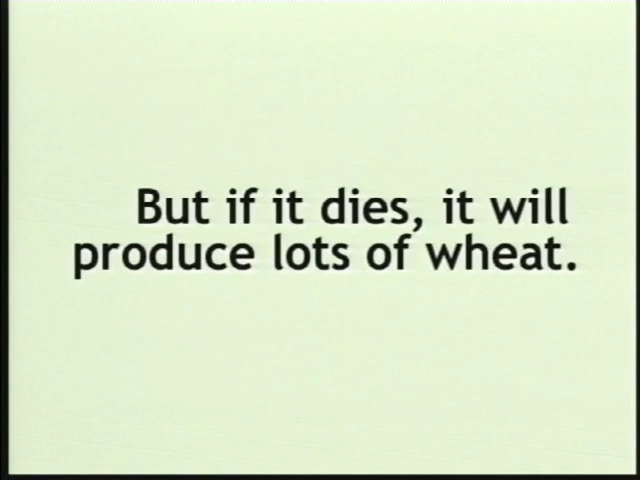 But if it dies, it will
produce lots of wheat.